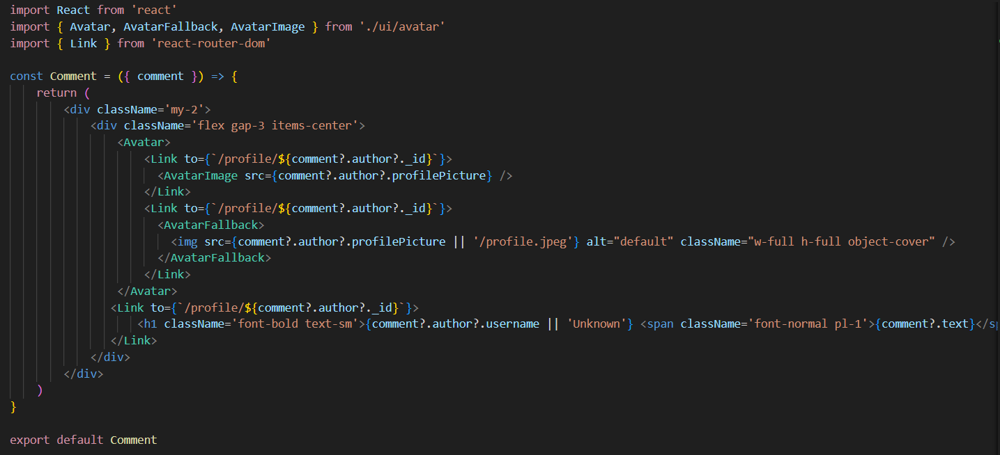 import React from 'react'
import { Avatar, AvatarFallback, AvatarImage } from './ui/avatar'
import { Link } from 'react-router-dom'

const Comment = ({ comment }) => {
    return (
        <div className='my-2'>
            <div className='flex gap-3 items-center'>
                <Avatar>
                    <Link to={`/profile/${comment?.author?._id}`}>
                      <AvatarImage src={comment?.author?.profilePicture} />
                    </Link>
                    <Link to={`/profile/${comment?.author?._id}`}>
                      <AvatarFallback>
                        <img src={comment?.author?.profilePicture || '/profile.jpeg'} alt="default" className="w-full h-full object-cover" />
                      </AvatarFallback>
                    </Link>
                </Avatar>
               <Link to={`/profile/${comment?.author?._id}`}>
                   <h1 className='font-bold text-sm'>{comment?.author?.username || 'Unknown'} <span className='font-normal pl-1'>{comment?.text}</
               </Link>
            </div>
        </div>
    )
}

export default Comment